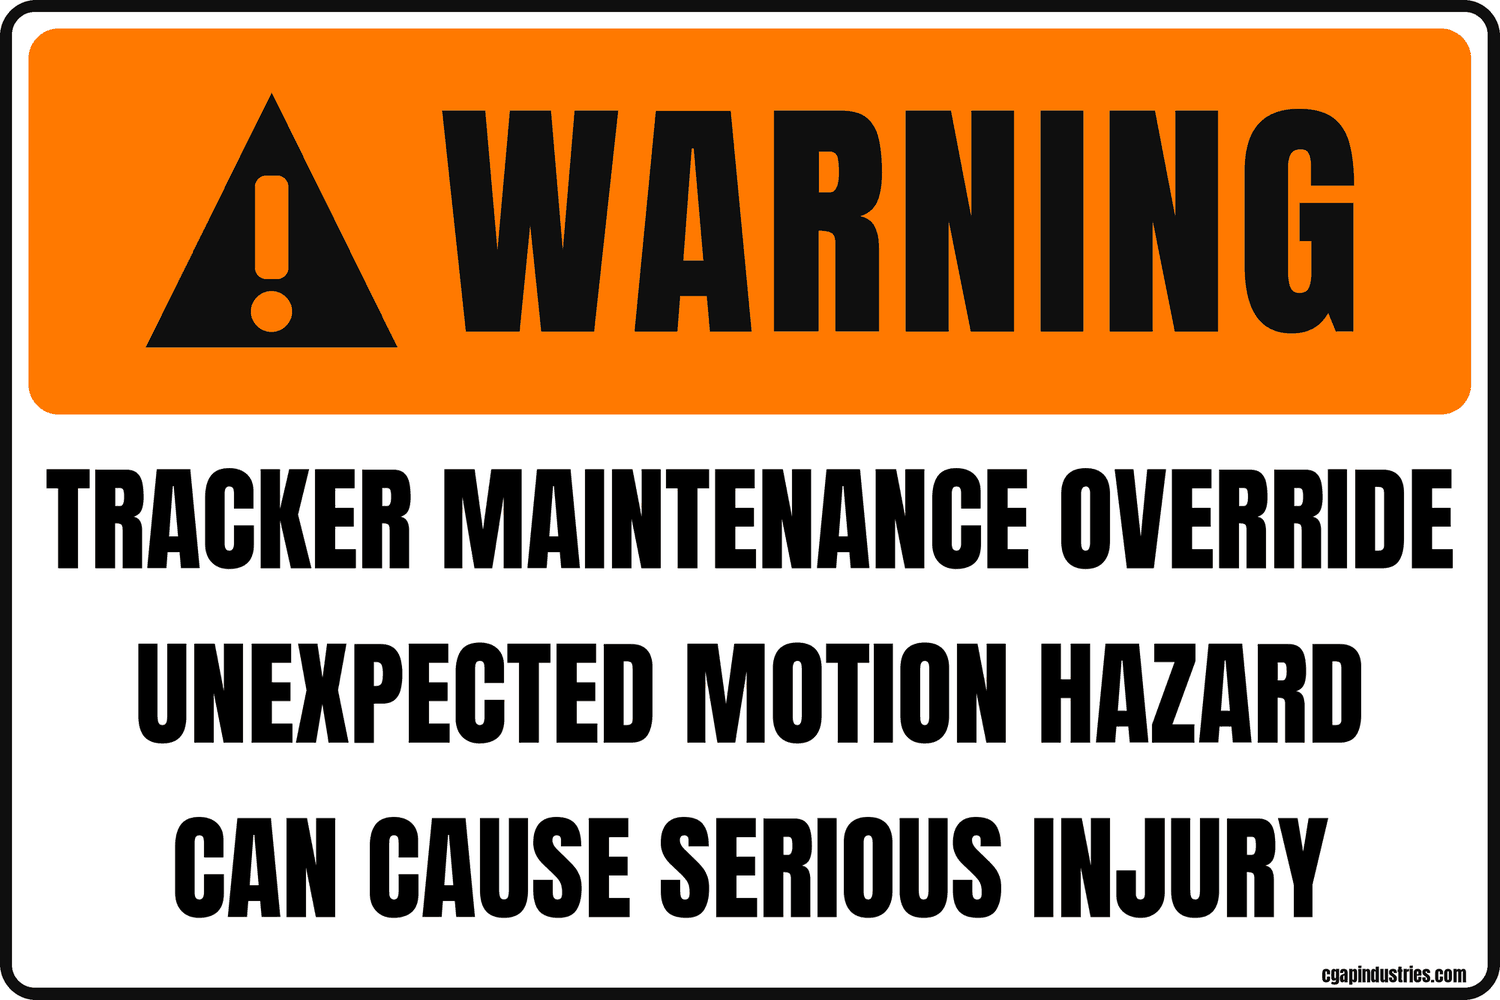 WARNING
TRACKER MAINTENANCE OVERRIDE
UNEXPECTED MOTION HAZARD
CAN CAUSE SERIOUS INJURY
cgapindustries.com